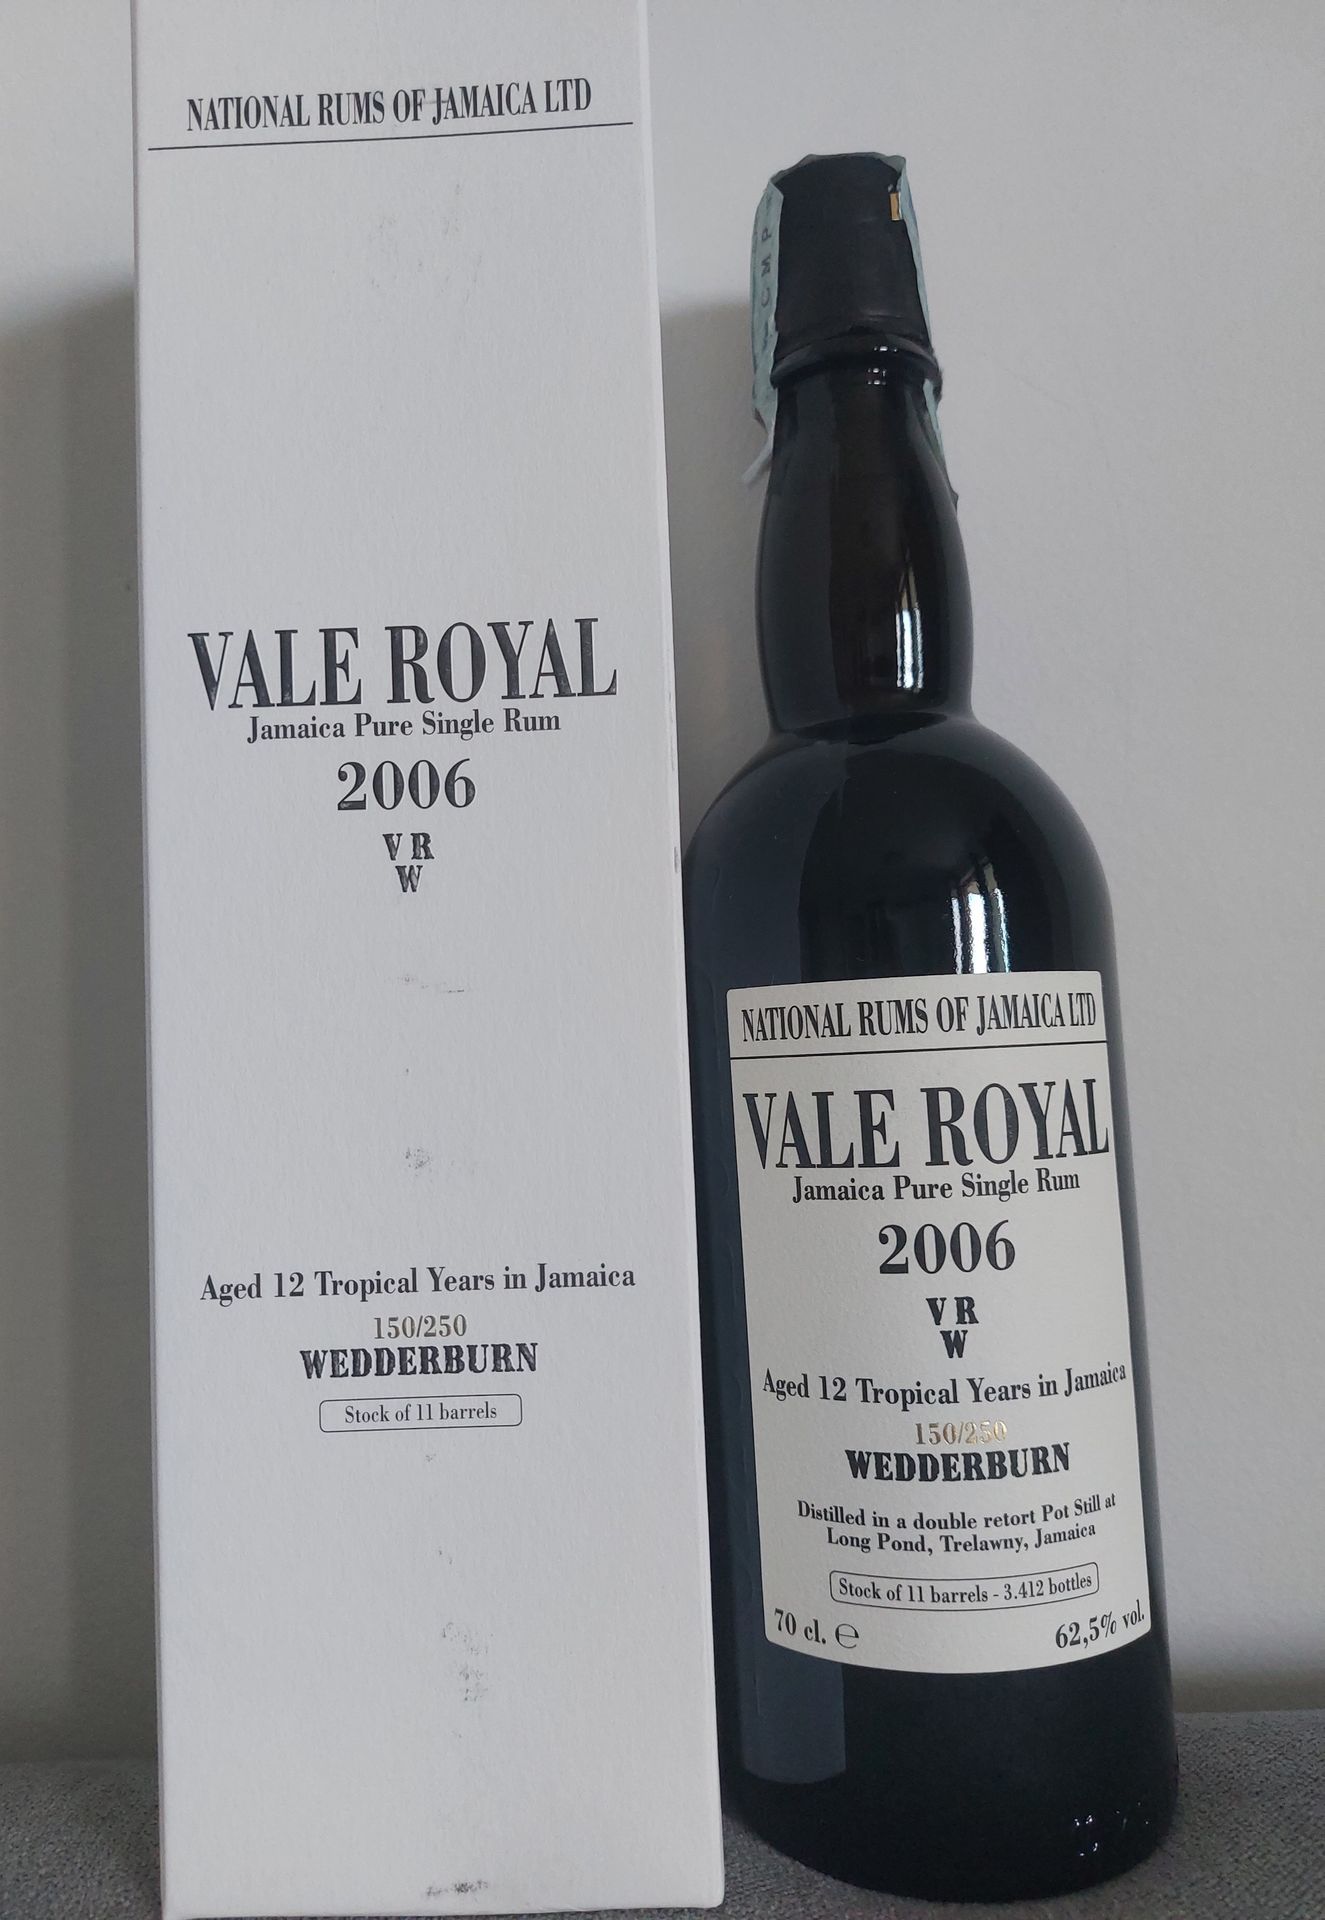 NATIONAL RUMS OF JAMAICA LTD
VALE ROYAL
Jamaica Pure Single Rum
2006
V R
W
Aged 12 Tropical Years in Jamaica
150/250
WEDDERBURN
Stock of 11 barrels
NATIONAL RUMS OF JAMAICA LTD
VALE ROYAL
Jamaica Pure Single Rum
2006
V R
W
Aged 12 Tropical Years in Jamaica
150/250
WEDDERBURN
Distilled in a double retort Pot Still at
Long Pond, Trelawny, Jamaica
Stock of 11 barrels - 3.412 bottles
70 cl. ℮ 62,5% vol.